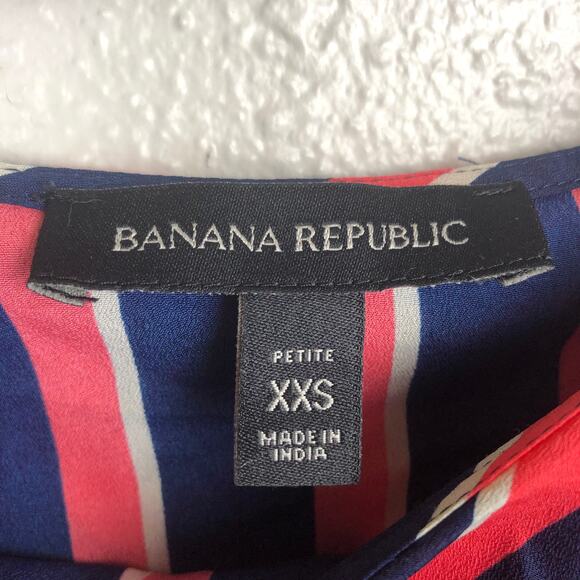 BANANA REPUBLIC
PETITE
XXS
MADE IN
INDIA